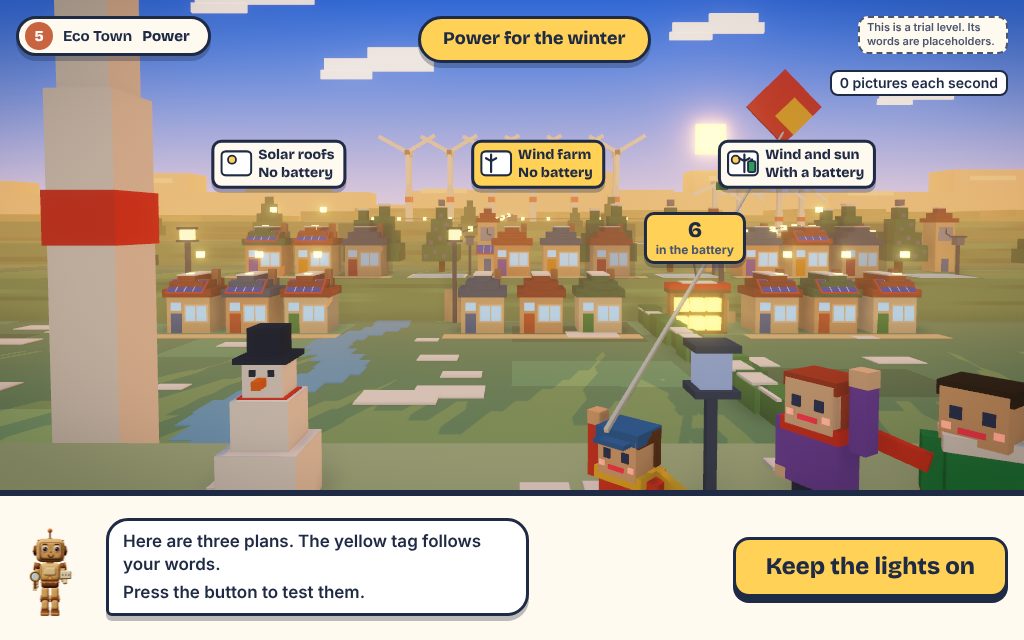 5 Eco Town Power
Power for the winter
This is a trial level. Its
words are placeholders.
0 pictures each second
Solar roofs
No battery
Wind farm
No battery
Wind and sun
With a battery
6
in the battery
Here are three plans. The yellow tag follows
your words.
Press the button to test them.
Keep the lights on